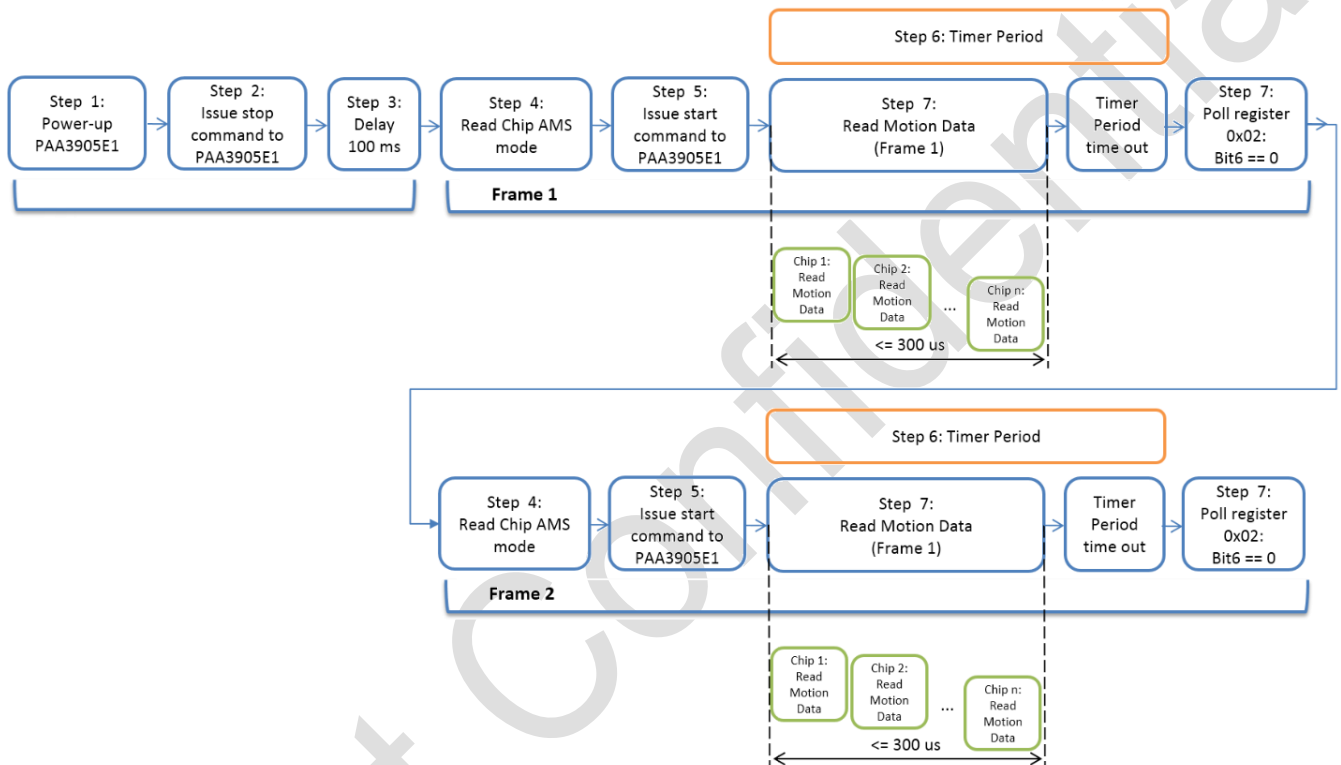 Step 6: Timer Period
Step 1:
Power-up
PAA3905E1
Step 2:
Issue stop
command to
PAA3905E1
Step 3:
Delay
100 ms
Step 4:
Read Chip AMS
mode
Step 5:
Issue start
command to
PAA3905E1
Step 7:
Read Motion Data
(Frame 1)
Timer
Period
time out
Step 7:
Poll register
0x02:
Bit6 == 0
Frame 1
Chip 1:
Read
Motion
Data
Chip 2:
Read
Motion
Data
...
Chip n:
Read
Motion
Data
<= 300 us
Step 6: Timer Period
Step 4:
Read Chip AMS
mode
Step 5:
Issue start
command to
PAA3905E1
Step 7:
Read Motion Data
(Frame 1)
Timer
Period
time out
Step 7:
Poll register
0x02:
Bit6 == 0
Frame 2
Chip 1:
Read
Motion
Data
Chip 2:
Read
Motion
Data
...
Chip n:
Read
Motion
Data
<= 300 us